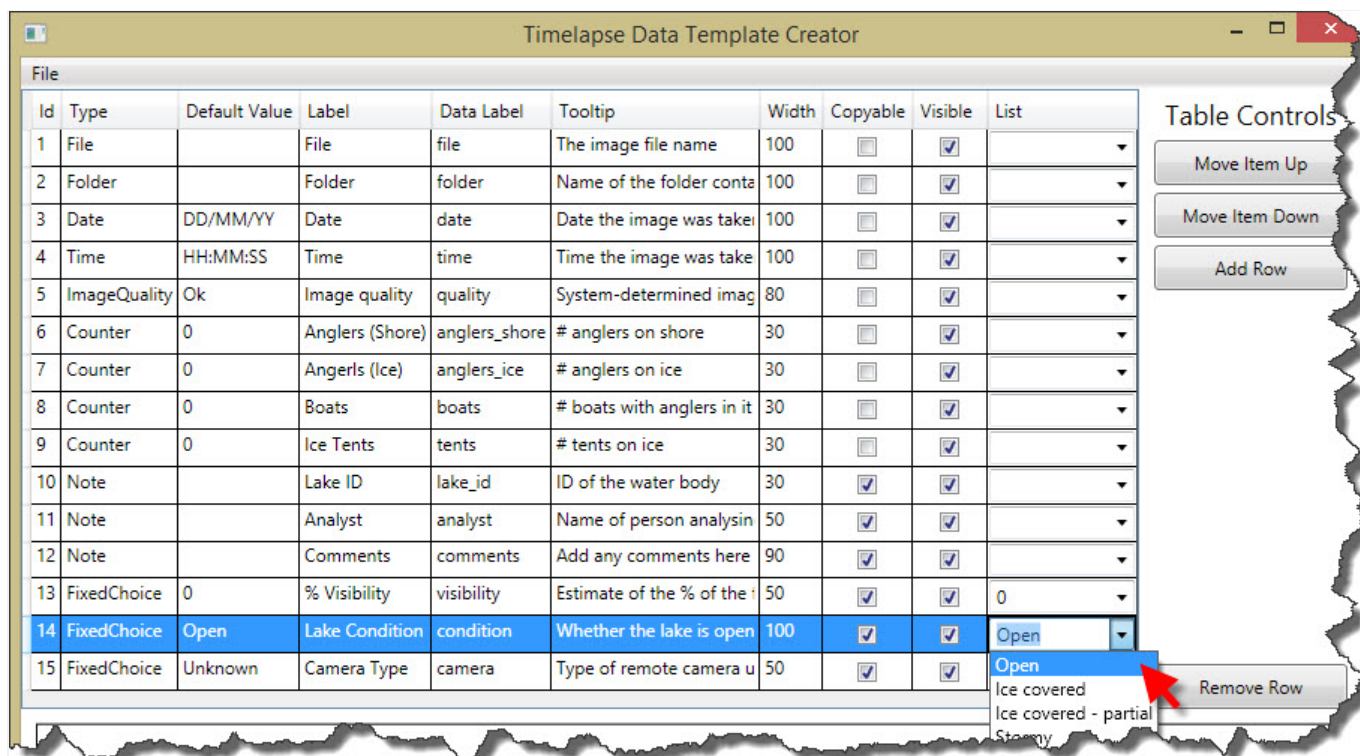 Timelapse Data Template Creator
File
Id Type Default Value Label Data Label Tooltip Width Copyable Visible List
1 File File file The image file name 100
2 Folder Folder folder Name of the folder conta 100
3 Date DD/MM/YY Date date Date the image was take 100
4 Time HH:MM:SS Time time Time the image was take 100
5 ImageQuality Ok Image quality quality System-determined imag 80
6 Counter 0 Anglers (Shore) anglers_shore # anglers on shore 30
7 Counter 0 Angerls (Ice) anglers_ice # anglers on ice 30
8 Counter 0 Boats boats # boats with anglers in it 30
9 Counter 0 Ice Tents tents # tents on ice 30
10 Note Lake ID lake_id ID of the water body 30
11 Note Analyst analyst Name of person analysin 50
12 Note Comments comments Add any comments here 90
13 FixedChoice 0 % Visibility visibility Estimate of the % of the 50 0
14 FixedChoice Open Lake Condition condition Whether the lake is open 100 Open
15 FixedChoice Unknown Camera Type camera Type of remote camera u 50
Open
Ice covered
Ice covered - partial
Stormy
Table Controls
Move Item Up
Move Item Down
Add Row
Remove Row